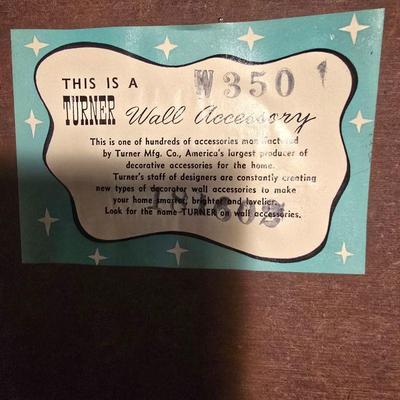 THIS IS A W350 1
TURNER Wall Accessory
This is one of hundreds of accessories manufactured
by Turner Mfg. Co., America's largest producer of
decorative accessories for the home.
Turner's staff of designers are constantly creating
new types of decorator wall accessories to make
your home smarter, brighter and lovelier.
Look for the name TURNER on wall accessories.